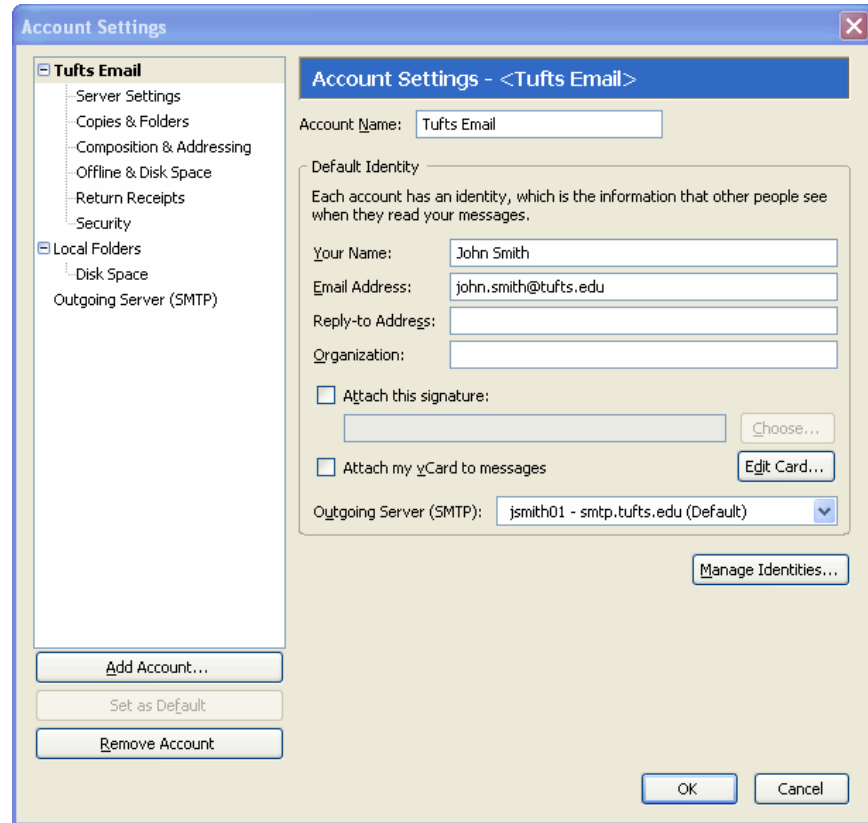 Account Settings
Tufts Email
Server Settings
Copies & Folders
Composition & Addressing
Offline & Disk Space
Return Receipts
Security
Local Folders
Disk Space
Outgoing Server (SMTP)
Add Account...
Set as Default
Remove Account
Account Settings - <Tufts Email>
Account Name: Tufts Email
Default Identity
Each account has an identity, which is the information that other people see
when they read your messages.
Your Name: John Smith
Email Address: john.smith@tufts.edu
Reply-to Address:
Organization:
Attach this signature:
Choose...
Attach my vCard to messages Edit Card...
Outgoing Server (SMTP): jsmith01 - smtp.tufts.edu (Default)
Manage Identities...
OK Cancel